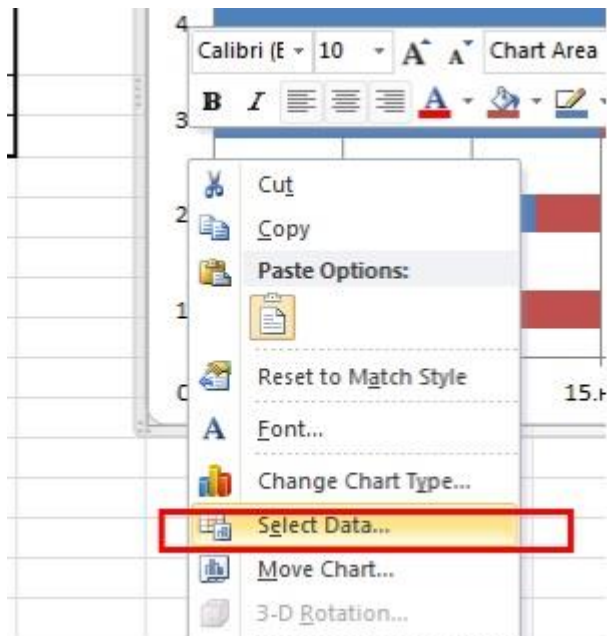 4
Calibri (E 10 A A Chart Area
B I A
3
Cut
2
Copy
Paste Options:
1
Reset to Match Style
15.н
Font...
Change Chart Type...
Select Data...
Move Chart...
3-D Rotation...